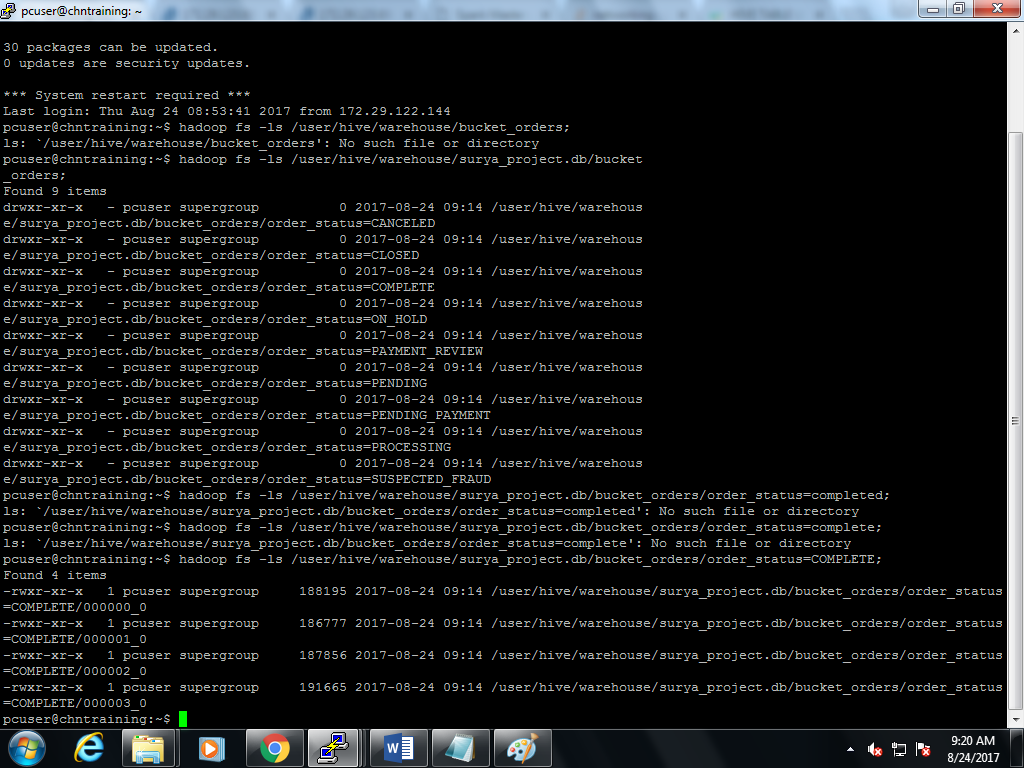 pcuser@chntraining: ~
30 packages can be updated.
0 updates are security updates.
*** System restart required ***
Last login: Thu Aug 24 08:53:41 2017 from 172.29.122.144
pcuser@chntraining:~$ hadoop fs -ls /user/hive/warehouse/bucket_orders;
ls: `/user/hive/warehouse/bucket_orders': No such file or directory
pcuser@chntraining:~$ hadoop fs -ls /user/hive/warehouse/surya_project.db/bucket
_orders;
Found 9 items
drwxr-xr-x   - pcuser supergroup          0 2017-08-24 09:14 /user/hive/warehous
e/surya_project.db/bucket_orders/order_status=CANCELED
drwxr-xr-x   - pcuser supergroup          0 2017-08-24 09:14 /user/hive/warehous
e/surya_project.db/bucket_orders/order_status=CLOSED
drwxr-xr-x   - pcuser supergroup          0 2017-08-24 09:14 /user/hive/warehous
e/surya_project.db/bucket_orders/order_status=COMPLETE
drwxr-xr-x   - pcuser supergroup          0 2017-08-24 09:14 /user/hive/warehous
e/surya_project.db/bucket_orders/order_status=ON_HOLD
drwxr-xr-x   - pcuser supergroup          0 2017-08-24 09:14 /user/hive/warehous
e/surya_project.db/bucket_orders/order_status=PAYMENT_REVIEW
drwxr-xr-x   - pcuser supergroup          0 2017-08-24 09:14 /user/hive/warehous
e/surya_project.db/bucket_orders/order_status=PENDING
drwxr-xr-x   - pcuser supergroup          0 2017-08-24 09:14 /user/hive/warehous
e/surya_project.db/bucket_orders/order_status=PENDING_PAYMENT
drwxr-xr-x   - pcuser supergroup          0 2017-08-24 09:14 /user/hive/warehous
e/surya_project.db/bucket_orders/order_status=PROCESSING
drwxr-xr-x   - pcuser supergroup          0 2017-08-24 09:14 /user/hive/warehous
e/surya_project.db/bucket_orders/order_status=SUSPECTED_FRAUD
pcuser@chntraining:~$ hadoop fs -ls /user/hive/warehouse/surya_project.db/bucket_orders/order_status=completed;
ls: `/user/hive/warehouse/surya_project.db/bucket_orders/order_status=completed': No such file or directory
pcuser@chntraining:~$ hadoop fs -ls /user/hive/warehouse/surya_project.db/bucket_orders/order_status=complete;
ls: `/user/hive/warehouse/surya_project.db/bucket_orders/order_status=complete': No such file or directory
pcuser@chntraining:~$ hadoop fs -ls /user/hive/warehouse/surya_project.db/bucket_orders/order_status=COMPLETE;
Found 4 items
-rwxr-xr-x   1 pcuser supergroup     188195 2017-08-24 09:14 /user/hive/warehouse/surya_project.db/bucket_orders/order_status
=COMPLETE/000000_0
-rwxr-xr-x   1 pcuser supergroup     186777 2017-08-24 09:14 /user/hive/warehouse/surya_project.db/bucket_orders/order_status
=COMPLETE/000001_0
-rwxr-xr-x   1 pcuser supergroup     187856 2017-08-24 09:14 /user/hive/warehouse/surya_project.db/bucket_orders/order_status
=COMPLETE/000002_0
-rwxr-xr-x   1 pcuser supergroup     191665 2017-08-24 09:14 /user/hive/warehouse/surya_project.db/bucket_orders/order_status
=COMPLETE/000003_0
pcuser@chntraining:~$
9:20 AM
8/24/2017